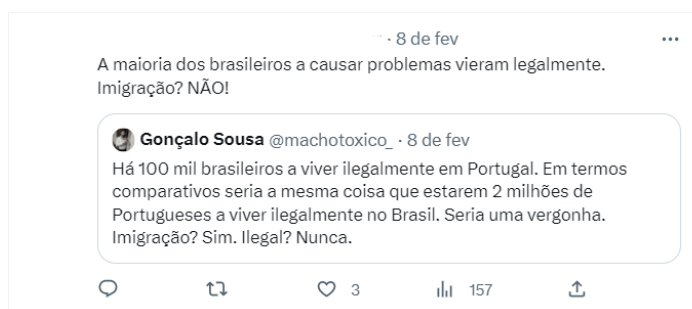 · 8 de fev
A maioria dos brasileiros a causar problemas vieram legalmente.
Imigração? NÃO!
Gonçalo Sousa @machotoxico_ · 8 de fev
Há 100 mil brasileiros a viver ilegalmente em Portugal. Em termos
comparativos seria a mesma coisa que estarem 2 milhões de
Portugueses a viver ilegalmente no Brasil. Seria uma vergonha.
Imigração? Sim. Ilegal? Nunca.
3 157